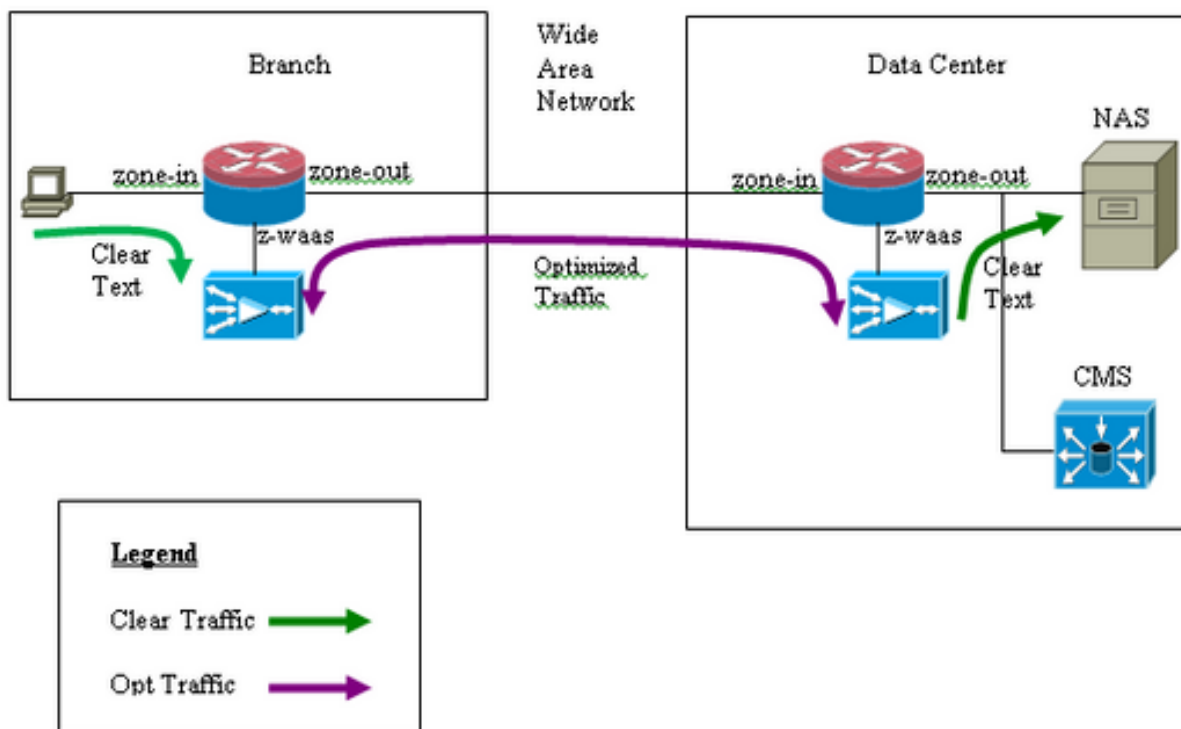 Branch
Wide
Area
Network
Data Center
NAS
zone-in
zone-out
zone-in
zone-out
z-waas
z-waas
Clear
Text
Optimized
Traffic
Clear
Text
CMS
Legend
Clear Traffic
Opt Traffic